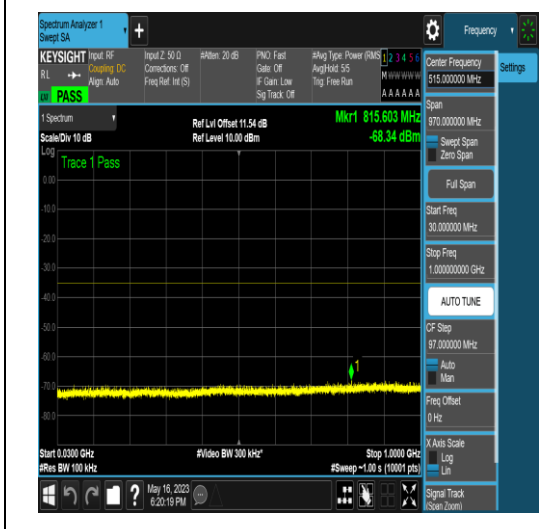 Spectrum Analyzer 1
Swept SA
+
Frequency
KEYSIGHT
RL
PASS
Input: RF
Coupling: DC
Align: Auto
Input Z: 50 Ω
Corrections: Off
Freq Ref: Int (S)
#Atten: 20 dB
PNO: Fast
Gate: Off
IF Gain: Low
Sig Track: Off
#Avg Type: Power (RMS
Avg|Hold: 5/5
Trig: Free Run
1 2 3 4 5 6
M W W W W W
A A A A A A
1 Spectrum
Scale/Div 10 dB
Ref Lvl Offset 11.54 dB
Ref Level 10.00 dBm
Mkr1 815.603 MHz
-68.34 dBm
Log
Trace 1 Pass
0.00
-10.0
-20.0
-30.0
-40.0
-50.0
-60.0
-70.0
-80.0
1
Start 0.0300 GHz
#Res BW 100 kHz
#Video BW 300 kHz*
Stop 1.0000 GHz
#Sweep ~1.00 s (10001 pts)
?
May 16, 2023
6:20:19 PM
Center Frequency
515.000000 MHz
Span
970.000000 MHz
Swept Span
Zero Span
Full Span
Start Freq
30.000000 MHz
Stop Freq
1.000000000 GHz
AUTO TUNE
CF Step
97.000000 MHz
Auto
Man
Freq Offset
0 Hz
X Axis Scale
Log
Lin
Signal Track
(Span Zoom)
Settings